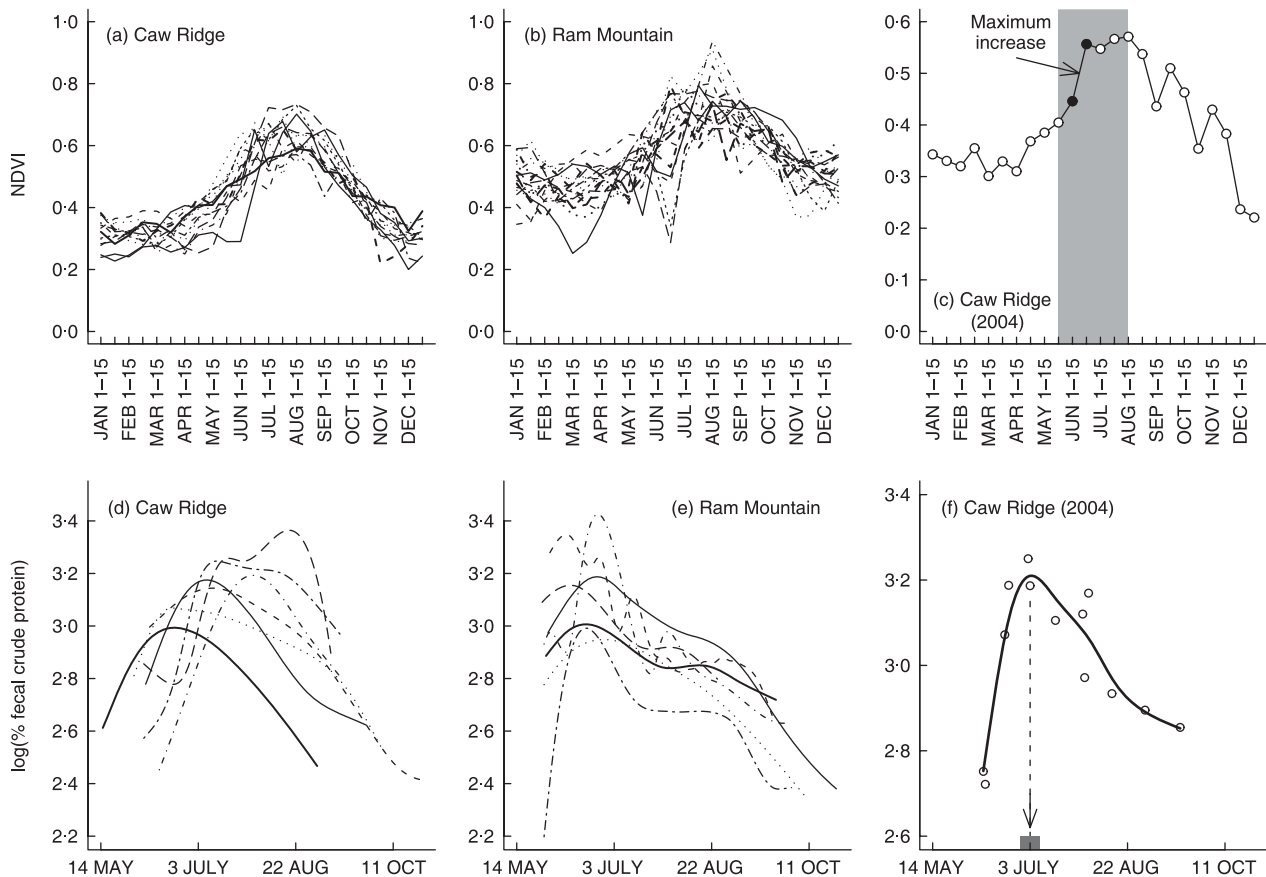 (a) Caw Ridge
NDVI
1·0
0·8
0·6
0·4
0·2
0·0
JAN 1–15
FEB 1–15
MAR 1–15
APR 1–15
MAY 1–15
JUN 1–15
JUL 1–15
AUG 1–15
SEP 1–15
OCT 1–15
NOV 1–15
DEC 1–15
(b) Ram Mountain
1·0
0·8
0·6
0·4
0·2
0·0
JAN 1–15
FEB 1–15
MAR 1–15
APR 1–15
MAY 1–15
JUN 1–15
JUL 1–15
AUG 1–15
SEP 1–15
OCT 1–15
NOV 1–15
DEC 1–15
0·6
0·5
0·4
0·3
0·2
0·1
0·0
Maximum
increase
(c) Caw Ridge
(2004)
JAN 1–15
FEB 1–15
MAR 1–15
APR 1–15
MAY 1–15
JUN 1–15
JUL 1–15
AUG 1–15
SEP 1–15
OCT 1–15
NOV 1–15
DEC 1–15
(d) Caw Ridge
log(% fecal crude protein)
3·4
3·2
3·0
2·8
2·6
2·4
2·2
14 MAY
3 JULY
22 AUG
11 OCT
(e) Ram Mountain
3·4
3·2
3·0
2·8
2·6
2·4
2·2
14 MAY
3 JULY
22 AUG
11 OCT
(f) Caw Ridge (2004)
3·4
3·2
3·0
2·8
2·6
14 MAY
3 JULY
22 AUG
11 OCT